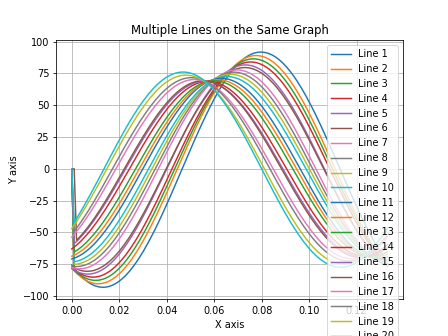 Multiple Lines on the Same Graph
100
75
50
25
0
−25
−50
−75
−100
Y axis
0.00
0.02
0.04
0.06
0.08
0.10
X axis
Line 1
Line 2
Line 3
Line 4
Line 5
Line 6
Line 7
Line 8
Line 9
Line 10
Line 11
Line 12
Line 13
Line 14
Line 15
Line 16
Line 17
Line 18
Line 19
Line 20